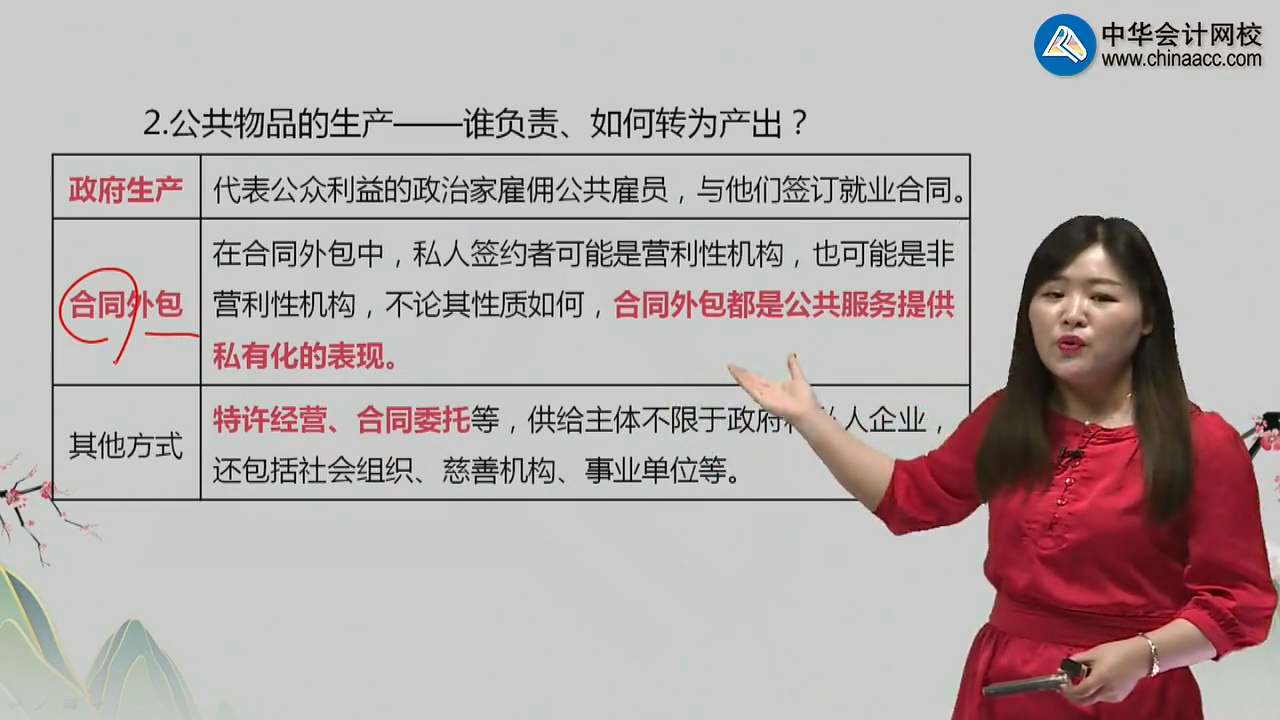 中华会计网校
www.chinaacc.com
2.公共物品的生产——谁负责、如何转为产出？
政府生产
代表公众利益的政治家雇佣公共雇员，与他们签订就业合同。
合同外包
在合同外包中，私人签约者可能是营利性机构，也可能是非
营利性机构，不论其性质如何，合同外包都是公共服务提供
私有化的表现。
其他方式
特许经营、合同委托等，供给主体不限于政府和私人企业，
还包括社会组织、慈善机构、事业单位等。